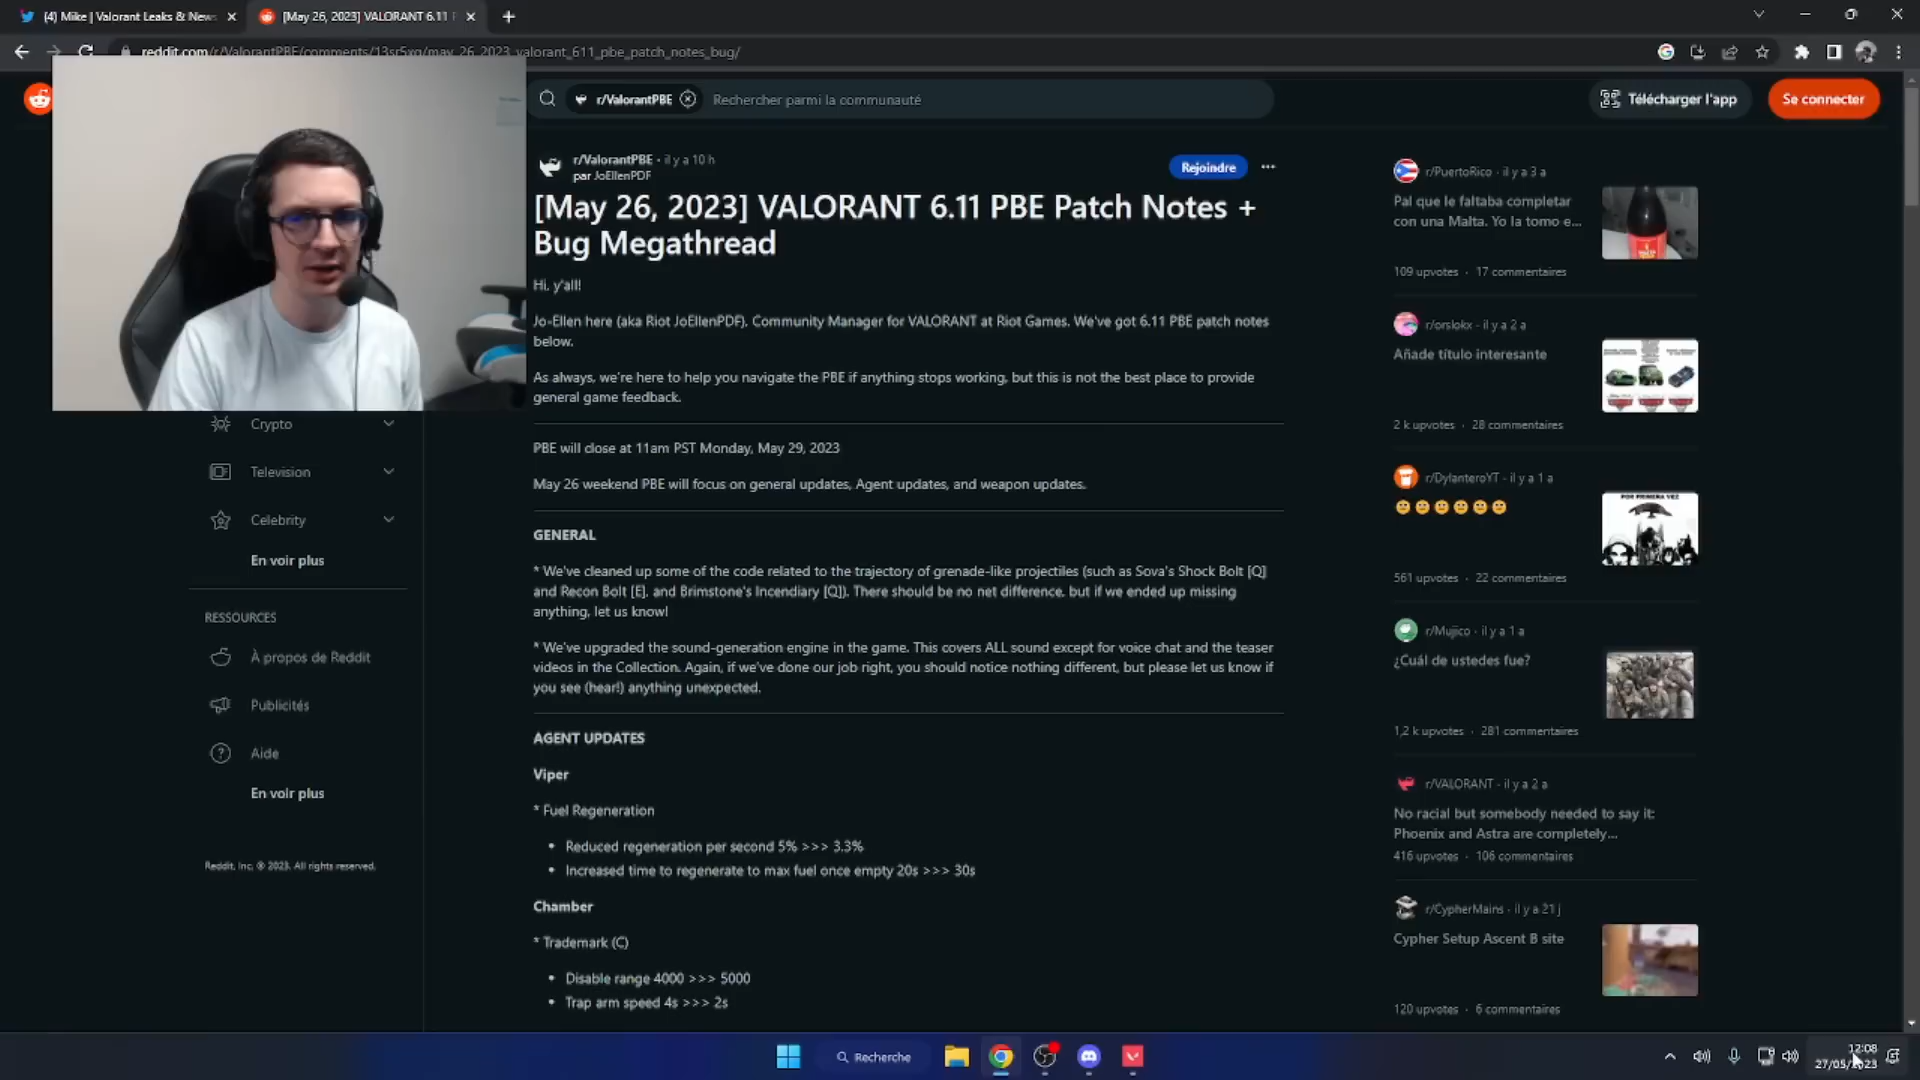 (4) Mike | Valorant Leaks & News
[May 26, 2023] VALORANT 6.11 P
reddit.com/r/ValorantPBE/comments/13sr5xq/may_26_2023_valorant_611_pbe_patch_notes_bug/
r/ValorantPBE
Rechercher parmi la communauté
Télécharger l'app
Se connecter
r/ValorantPBE · il y a 10 h
par JoEllenPDF
Rejoindre
[May 26, 2023] VALORANT 6.11 PBE Patch Notes +
Bug Megathread
Hi, y'all!
Jo-Ellen here (aka Riot JoEllenPDF), Community Manager for VALORANT at Riot Games. We've got 6.11 PBE patch notes
below.
As always, we're here to help you navigate the PBE if anything stops working, but this is not the best place to provide
general game feedback.
PBE will close at 11am PST Monday, May 29, 2023
May 26 weekend PBE will focus on general updates, Agent updates, and weapon updates.
GENERAL
* We've cleaned up some of the code related to the trajectory of grenade-like projectiles (such as Sova's Shock Bolt [Q]
and Recon Bolt [E], and Brimstone's Incendiary [Q]). There should be no net difference, but if we ended up missing
anything, let us know!
* We've upgraded the sound-generation engine in the game. This covers ALL sound except for voice chat and the teaser
videos in the Collection. Again, if we've done our job right, you should notice nothing different, but please let us know if
you see (hear!) anything unexpected.
AGENT UPDATES
Viper
* Fuel Regeneration
• Reduced regeneration per second 5% >>> 3.3%
• Increased time to regenerate to max fuel once empty 20s >>> 30s
Chamber
* Trademark (C)
• Disable range 4000 >>> 5000
• Trap arm speed 4s >>> 2s
Crypto
Television
Celebrity
En voir plus
RESSOURCES
À propos de Reddit
Publicités
Aide
En voir plus
Reddit, Inc. © 2023. All rights reserved.
r/PuertoRico · il y a 3 a
Pal que le faltaba completar
con una Malta. Yo la tomo e...
109 upvotes · 17 commentaires
r/orslokx · il y a 2 a
Añade título interesante
2 k upvotes · 28 commentaires
r/DylanteroYT · il y a 1 a
🙂🙂🙂🙂🙂🙂
POR PRIMERA VEZ
561 upvotes · 22 commentaires
r/Mujico · il y a 1 a
¿Cuál de ustedes fue?
1,2 k upvotes · 281 commentaires
r/VALORANT · il y a 2 a
No racial but somebody needed to say it:
Phoenix and Astra are completely...
416 upvotes · 106 commentaires
r/CypherMains · il y a 21 j
Cypher Setup Ascent B site
120 upvotes · 6 commentaires
Recherche
12:08
27/05/2023